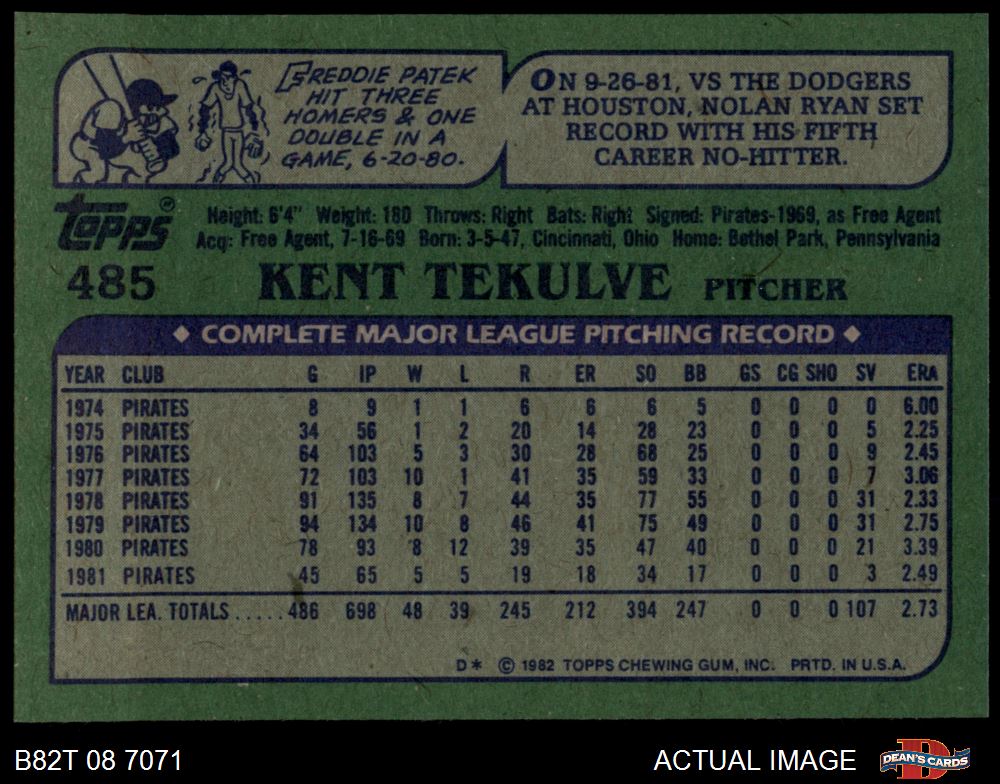 FREDDIE PATEK
HIT THREE
HOMERS & ONE
DOUBLE IN A
GAME, 6-20-80.
ON 9-26-81, VS THE DODGERS
AT HOUSTON, NOLAN RYAN SET
RECORD WITH HIS FIFTH
CAREER NO-HITTER.
topps ®
Height: 6'4" Weight: 180 Throws: Right Bats: Right Signed: Pirates-1969, as Free Agent
Acq: Free Agent, 7-16-69 Born: 3-5-47, Cincinnati, Ohio Home: Bethel Park, Pennsylvania
485 KENT TEKULVE PITCHER
◆ COMPLETE MAJOR LEAGUE PITCHING RECORD ◆
YEAR CLUB G IP W L R ER SO BB GS CG SHO SV ERA
1974 PIRATES 8 9 1 1 6 6 6 5 0 0 0 0 6.00
1975 PIRATES 34 56 1 2 20 14 28 23 0 0 0 5 2.25
1976 PIRATES 64 103 5 3 30 28 68 25 0 0 0 9 2.45
1977 PIRATES 72 103 10 1 41 35 59 33 0 0 0 7 3.06
1978 PIRATES 91 135 8 7 44 35 77 55 0 0 0 31 2.33
1979 PIRATES 94 134 10 8 46 41 75 49 0 0 0 31 2.75
1980 PIRATES 78 93 8 12 39 35 47 40 0 0 0 21 3.39
1981 PIRATES 45 65 5 5 19 18 34 17 0 0 0 3 2.49
MAJOR LEA. TOTALS ..... 486 698 48 39 245 212 394 247 0 0 0 107 2.73
D* © 1982 TOPPS CHEWING GUM, INC. PRTD. IN U.S.A.
B82T 08 7071 ACTUAL IMAGE D DEAN'S CARDS